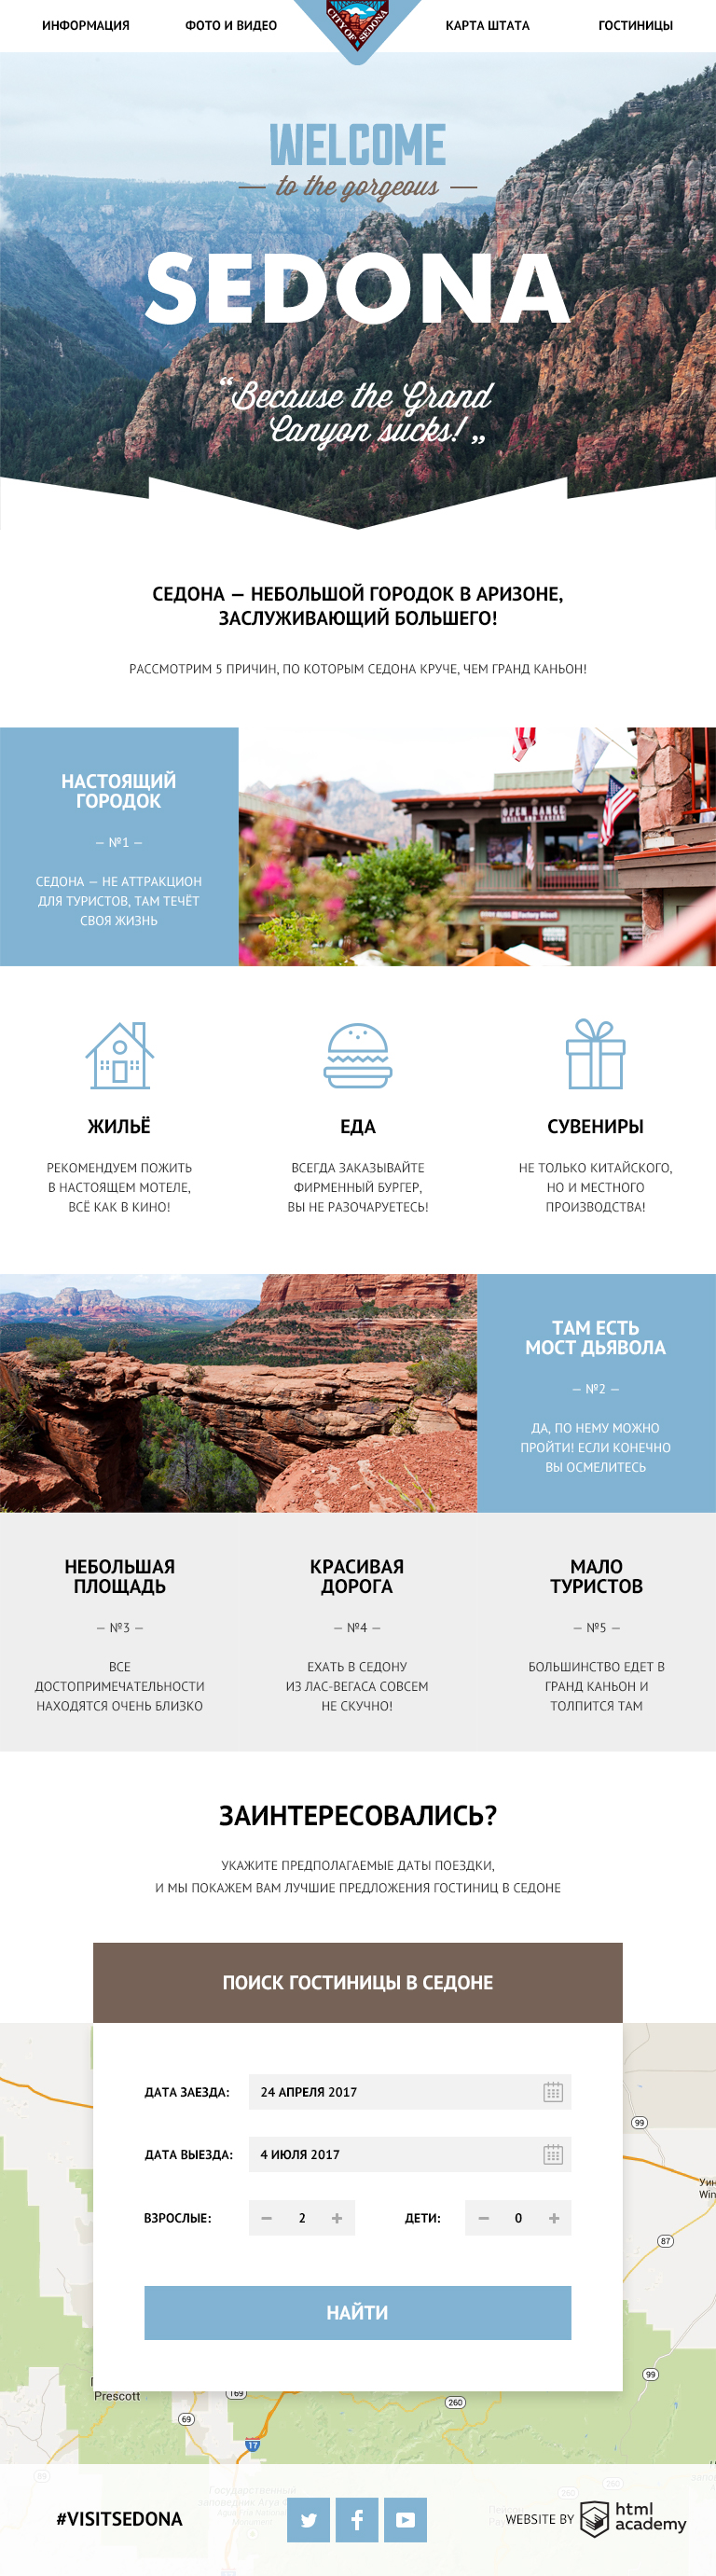 ИНФОРМАЦИЯ
ФОТО И ВИДЕО
CITY OF SEDONA
КАРТА ШТАТА
ГОСТИНИЦЫ
WELCOME
— to the gorgeous —
SEDONA
“Because the Grand
Canyon sucks! „
СЕДОНА — НЕБОЛЬШОЙ ГОРОДОК В АРИЗОНЕ,
ЗАСЛУЖИВАЮЩИЙ БОЛЬШЕГО!
РАССМОТРИМ 5 ПРИЧИН, ПО КОТОРЫМ СЕДОНА КРУЧЕ, ЧЕМ ГРАНД КАНЬОН!
НАСТОЯЩИЙ
ГОРОДОК
— №1 —
СЕДОНА — НЕ АТТРАКЦИОН
ДЛЯ ТУРИСТОВ, ТАМ ТЕЧЁТ
СВОЯ ЖИЗНЬ
OPEN RANGE
ЖИЛЬЁ
РЕКОМЕНДУЕМ ПОЖИТЬ
В НАСТОЯЩЕМ МОТЕЛЕ,
ВСЁ КАК В КИНО!
ЕДА
ВСЕГДА ЗАКАЗЫВАЙТЕ
ФИРМЕННЫЙ БУРГЕР,
ВЫ НЕ РАЗОЧАРУЕТЕСЬ!
СУВЕНИРЫ
НЕ ТОЛЬКО КИТАЙСКОГО,
НО И МЕСТНОГО
ПРОИЗВОДСТВА!
ТАМ ЕСТЬ
МОСТ ДЬЯВОЛА
— №2 —
ДА, ПО НЕМУ МОЖНО
ПРОЙТИ! ЕСЛИ КОНЕЧНО
ВЫ ОСМЕЛИТЕСЬ
НЕБОЛЬШАЯ
ПЛОЩАДЬ
— №3 —
ВСЕ
ДОСТОПРИМЕЧАТЕЛЬНОСТИ
НАХОДЯТСЯ ОЧЕНЬ БЛИЗКО
КРАСИВАЯ
ДОРОГА
— №4 —
ЕХАТЬ В СЕДОНУ
ИЗ ЛАС-ВЕГАСА СОВСЕМ
НЕ СКУЧНО!
МАЛО
ТУРИСТОВ
— №5 —
БОЛЬШИНСТВО ЕДЕТ В
ГРАНД КАНЬОН И
ТОЛПИТСЯ ТАМ
ЗАИНТЕРЕСОВАЛИСЬ?
УКАЖИТЕ ПРЕДПОЛАГАЕМЫЕ ДАТЫ ПОЕЗДКИ,
И МЫ ПОКАЖЕМ ВАМ ЛУЧШИЕ ПРЕДЛОЖЕНИЯ ГОСТИНИЦ В СЕДОНЕ
ПОИСК ГОСТИНИЦЫ В СЕДОНЕ
ДАТА ЗАЕЗДА:
24 АПРЕЛЯ 2017
99
ДАТА ВЫЕЗДА:
4 ИЮЛЯ 2017
Win
ВЗРОСЛЫЕ:
− 2 +
ДЕТИ:
− 0 +
87
НАЙТИ
99
Prescott
169
260
69
17
#VISITSEDONA
WEBSITE BY
html
academy